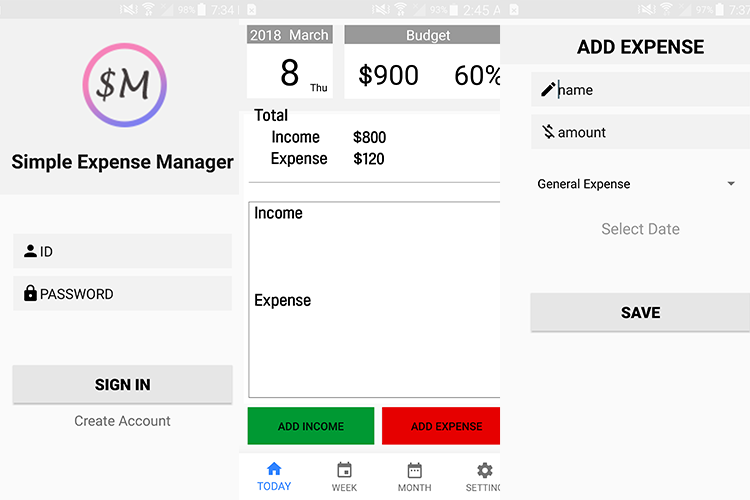 98% 7:34
$M
Simple Expense Manager
ID
PASSWORD
SIGN IN
Create Account
93% 2:45 A
2018 March
8
Thu
Budget
$900 60%
Total
Income $800
Expense $120
Income
Expense
ADD INCOME
ADD EXPENSE
TODAY
WEEK
MONTH
SETTING
97% 7:37
ADD EXPENSE
name
amount
General Expense
Select Date
SAVE